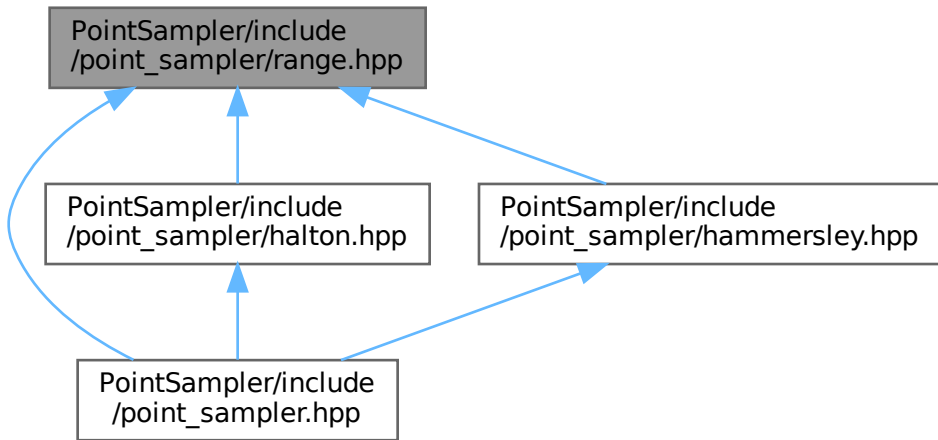 PointSampler/include
/point_sampler/range.hpp
PointSampler/include
/point_sampler/halton.hpp
PointSampler/include
/point_sampler/hammersley.hpp
PointSampler/include
/point_sampler.hpp